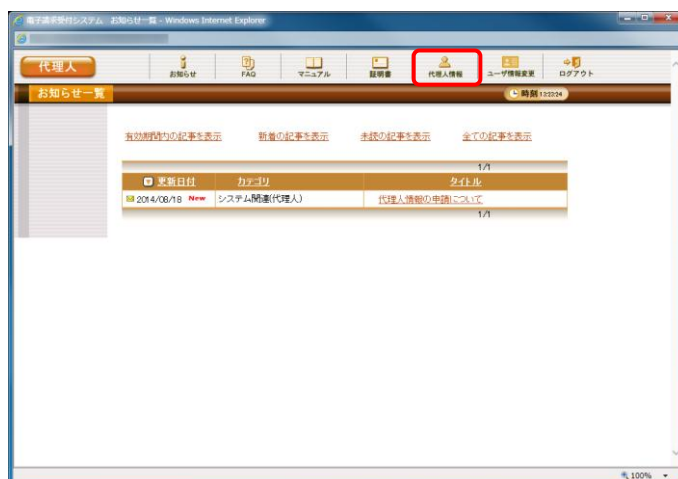 電子請求受付システム お知らせ一覧 - Windows Internet Explorer
代理人
お知らせ FAQ マニュアル 証明書 代理人情報 ユーザ情報変更 ログアウト
お知らせ一覧 時刻 13:23:24
有効期間内の記事を表示 新着の記事を表示 未読の記事を表示 全ての記事を表示
1/1
更新日付 カテゴリ タイトル
2014/08/18 New システム関連(代理人) 代理人情報の申請について
1/1
100%